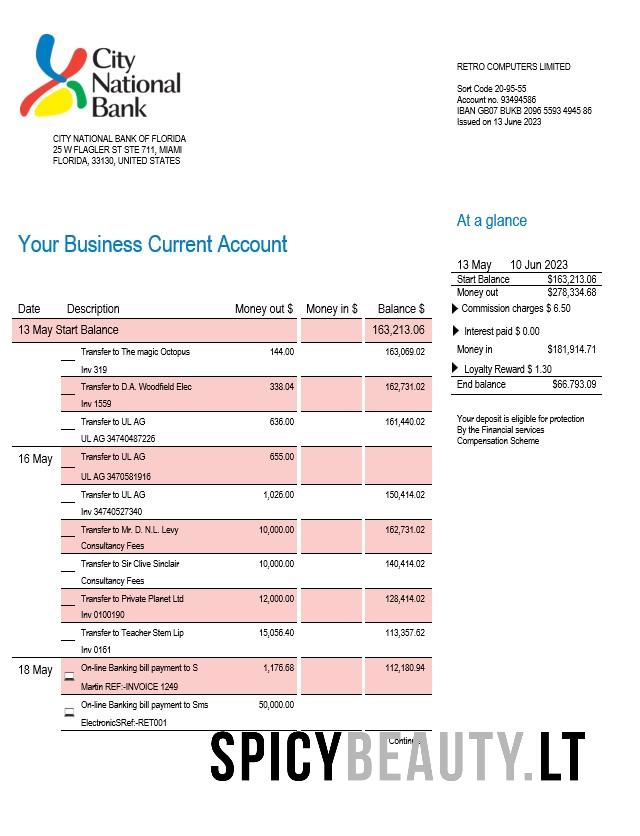 City
National
Bank
CITY NATIONAL BANK OF FLORIDA
25 W FLAGLER ST STE 711, MIAMI
FLORIDA, 33130, UNITED STATES
RETRO COMPUTERS LIMITED
Sort Code 20-95-55
Account no. 93494586
IBAN GB07 BUKB 2096 5593 4945 86
Issued on 13 June 2023
At a glance
13 May 10 Jun 2023
Start Balance $163,213.06
Money out $278,334.68
Commission charges $ 6.50
Interest paid $ 0.00
Money in $181,914.71
Loyalty Reward $ 1.30
End balance $66.793.09
Your deposit is eligible for protection
By the Financial services
Compensation Scheme
Your Business Current Account
Date Description Money out $ Money in $ Balance $
13 May Start Balance 163,213.06
Transfer to The magic Octopus 144.00 163,069.02
Inv 319
Transfer to D.A. Woodfield Elec 338.04 162,731.02
Inv 1559
Transfer to UL AG 636.00 161,440.02
UL AG 34740487226
16 May Transfer to UL AG 655.00
UL AG 3470581916
Transfer to UL AG 1,026.00 150,414.02
Inv 34740527340
Transfer to Mr. D. N.L. Levy 10,000.00 162,731.02
Consultancy Fees
Transfer to Sir Clive Sinclair 10,000.00 140,414.02
Consultancy Fees
Transfer to Private Planet Ltd 12,000.00 128,414.02
Inv 0100190
Transfer to Teacher Stem Lip 15,056.40 113,357.62
Inv 0161
18 May On-line Banking bill payment to S 1,176.68 112,180.94
Martin REF:-INVOICE 1249
On-line Banking bill payment to Sms 50,000.00
ElectronicSRef:-RET001
SPICYBEAUTY.LT